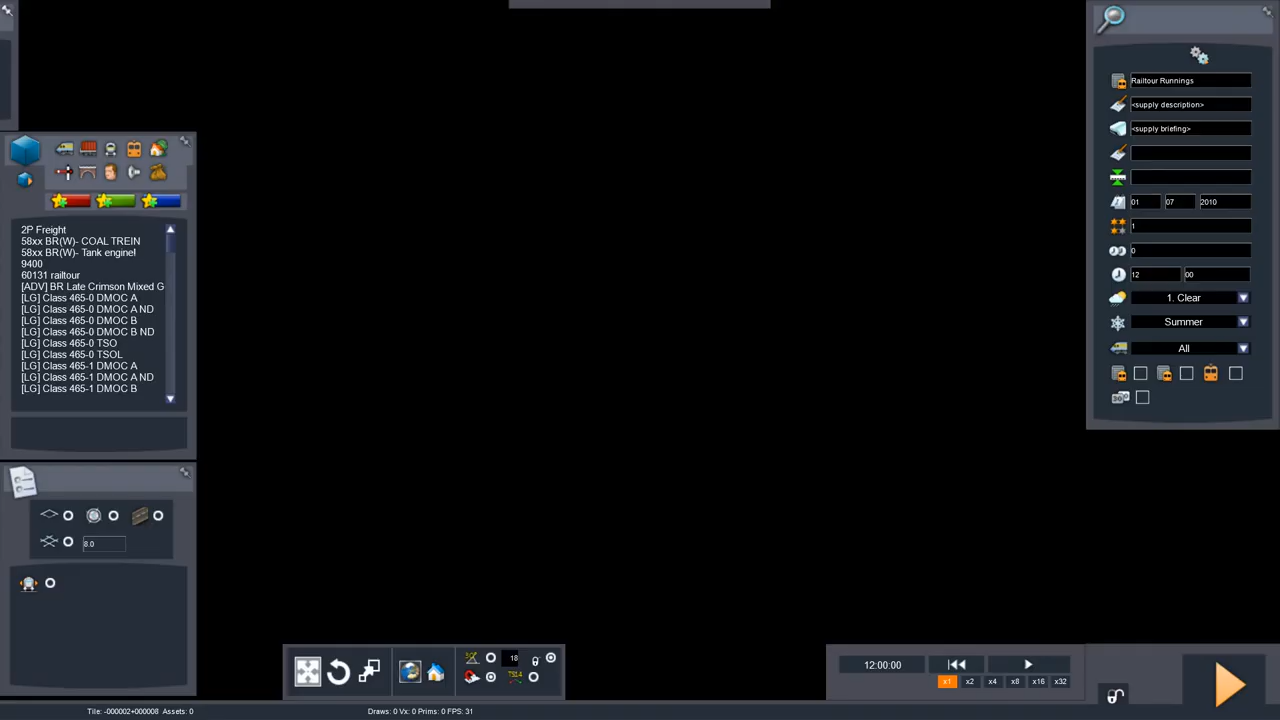 2P Freight
58xx BR(W)- COAL TREIN
58xx BR(W)- Tank engine!
9400
60131 railtour
[ADV] BR Late Crimson Mixed G
[LG] Class 465-0 DMOC A
[LG] Class 465-0 DMOC A ND
[LG] Class 465-0 DMOC B
[LG] Class 465-0 DMOC B ND
[LG] Class 465-0 TSO
[LG] Class 465-0 TSOL
[LG] Class 465-1 DMOC A
[LG] Class 465-1 DMOC A ND
[LG] Class 465-1 DMOC B
8.0
18
Railtour Runnings
<supply description>
<supply briefing>
01 07 2010
1
0
12 00
1. Clear
Summer
All
12:00:00
x1 x2 x4 x8 x16 x32
Tile: -000002+000008 Assets: 0
Draws: 0 Vx: 0 Prims: 0 FPS: 31